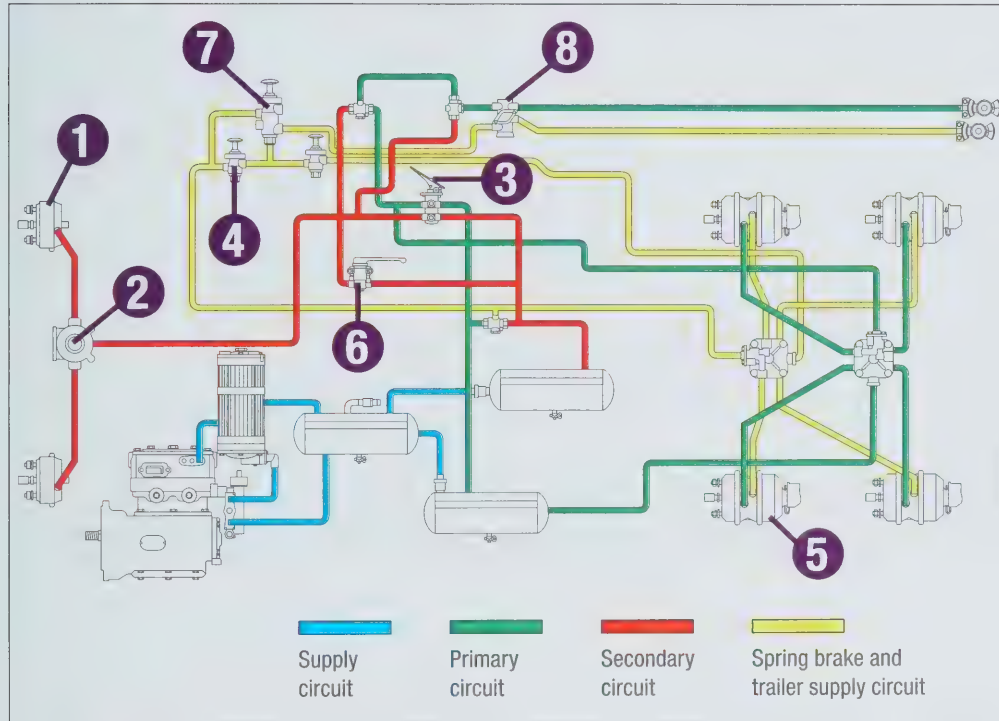 7
8
1
3
4
2
6
5
Supply
circuit
Primary
circuit
Secondary
circuit
Spring brake and
trailer supply circuit